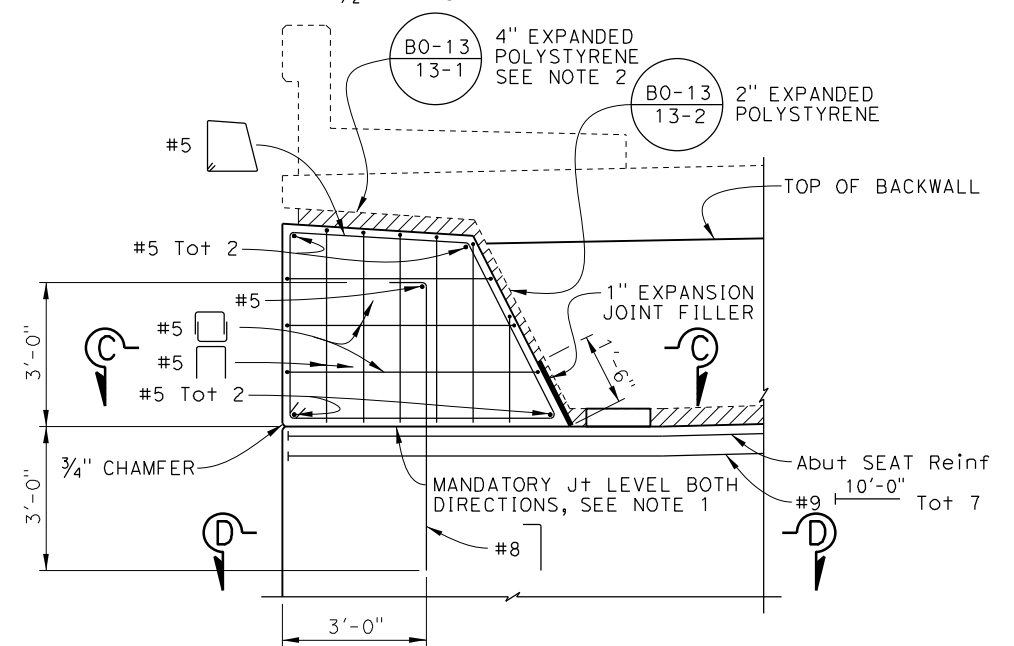 B0-13
13-1
4" EXPANDED
POLYSTYRENE
SEE NOTE 2
B0-13
13-2
2" EXPANDED
POLYSTYRENE
#5
TOP OF BACKWALL
#5 Tot 2
#5
1" EXPANSION
JOINT FILLER
#5
#5
#5 Tot 2
3'-0"
C
C
1'-6"
3/4" CHAMFER
3'-0"
MANDATORY Jt LEVEL BOTH
DIRECTIONS, SEE NOTE 1
Abut SEAT Reinf
#9 10'-0" Tot 7
D
D
#8
3'-0"